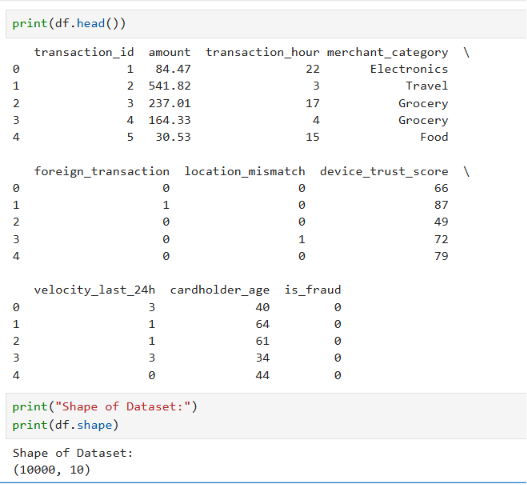 print(df.head())
transaction_id amount transaction_hour merchant_category \
0 1 84.47 22 Electronics
1 2 541.82 3 Travel
2 3 237.01 17 Grocery
3 4 164.33 4 Grocery
4 5 30.53 15 Food
foreign_transaction location_mismatch device_trust_score \
0 0 0 66
1 1 0 87
2 0 0 49
3 0 1 72
4 0 0 79
velocity_last_24h cardholder_age is_fraud
0 3 40 0
1 1 64 0
2 1 61 0
3 3 34 0
4 0 44 0
print("Shape of Dataset:")
print(df.shape)
Shape of Dataset:
(10000, 10)